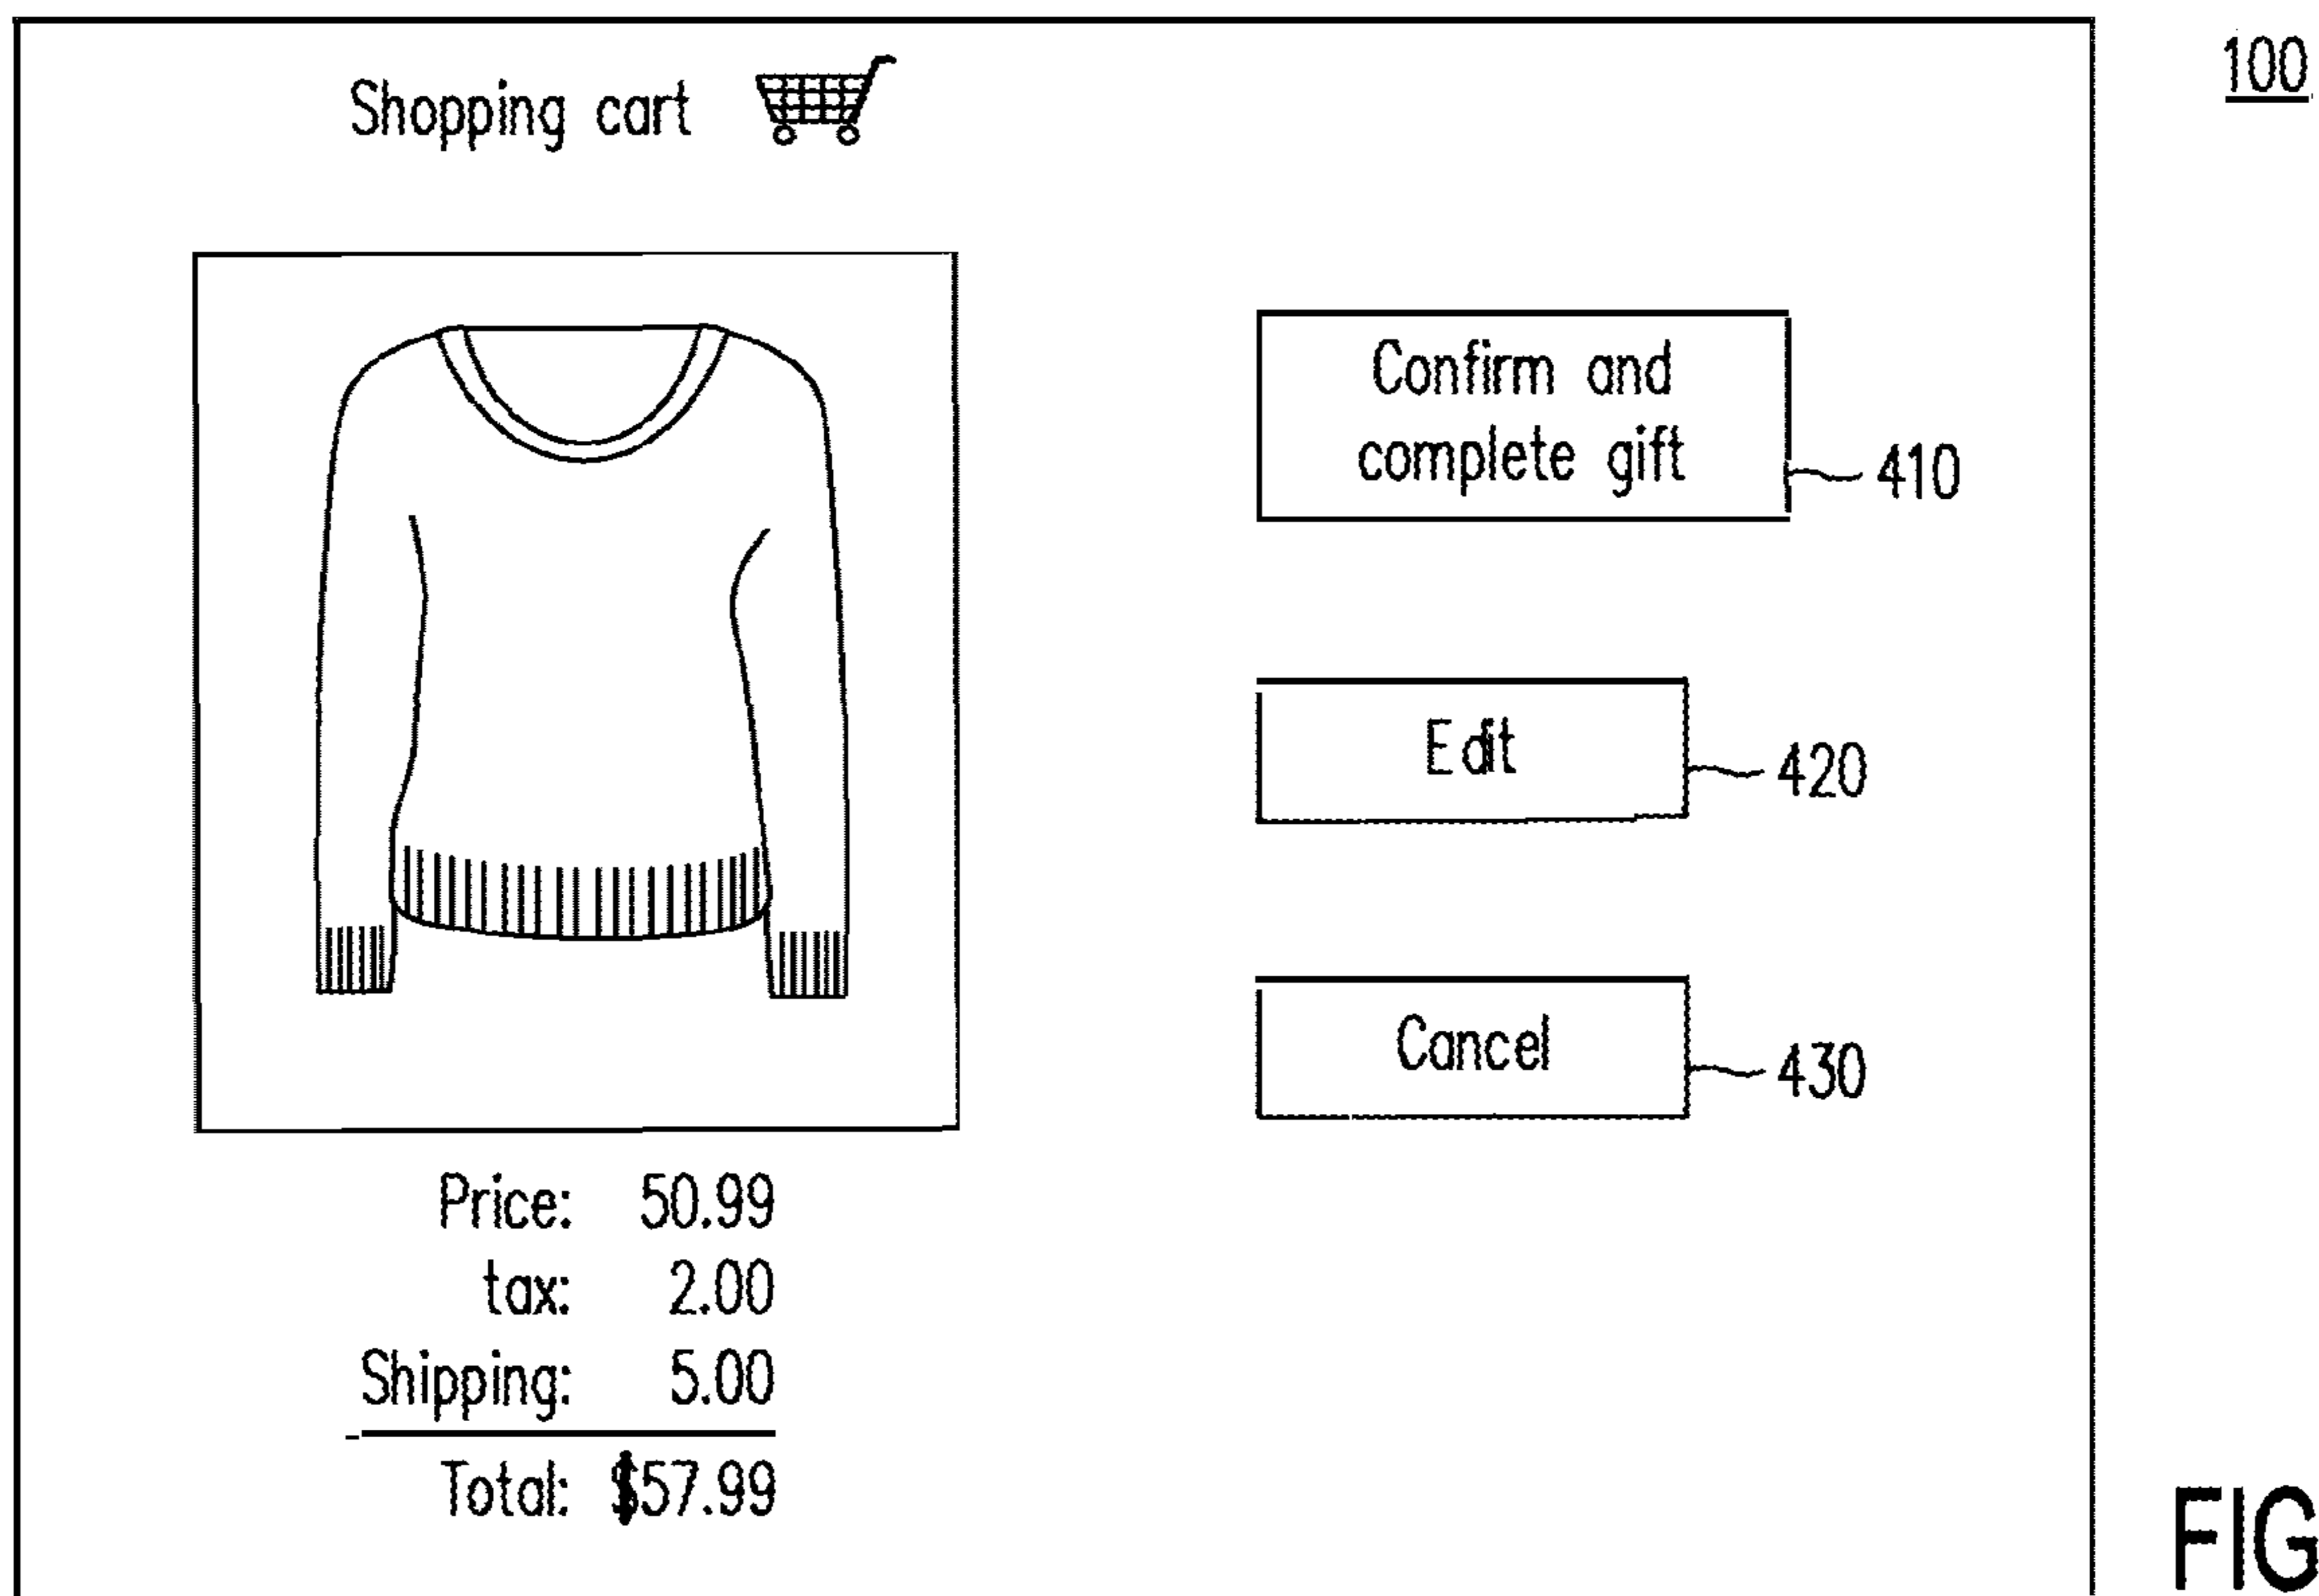 Shopping cart
100
Confirm and
complete gift
410
Edit
420
Cancel
430
Price: 50.99
tax: 2.00
Shipping: 5.00
Total: $57.99
FIG